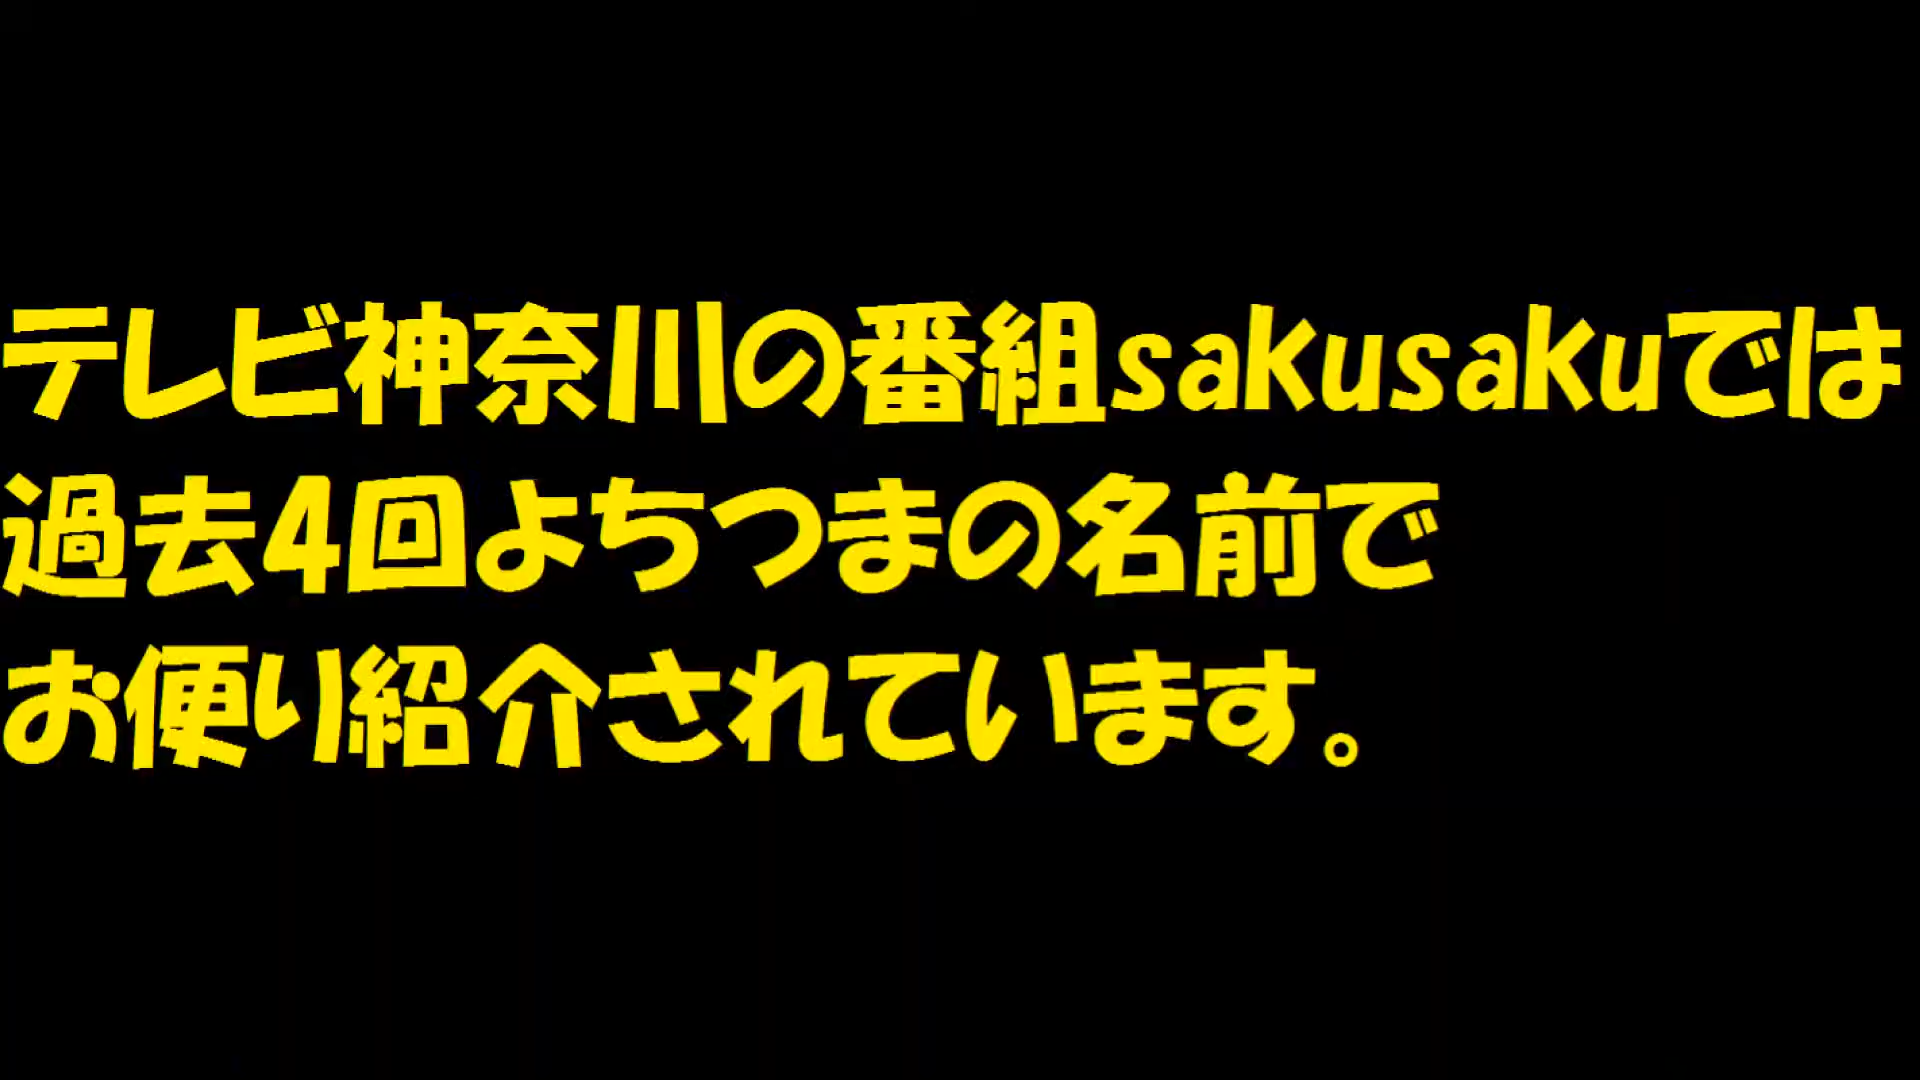 テレビ神奈川の番組sakusakuでは
過去4回よちつまの名前で
お便り紹介されています。